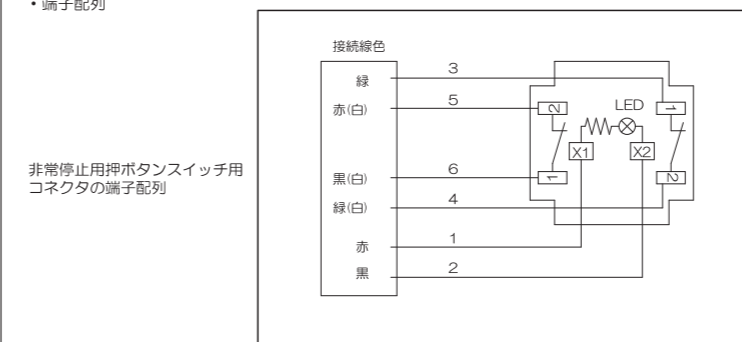 ・端子配列
接続線色
緑
3
赤(白)
5
2
LED
1
X1
X2
非常停止用押ボタンスイッチ用
コネクタの端子配列
黒(白)
6
1
2
緑(白)
4
赤
1
黒
2